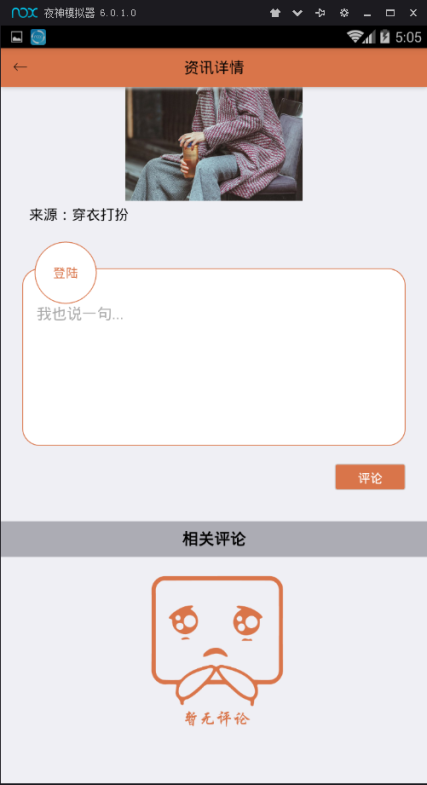 nox 夜神模拟器 6.0.1.0
5:05
资讯详情
来源：穿衣打扮
登陆
我也说一句...
评论
相关评论
暂无评论